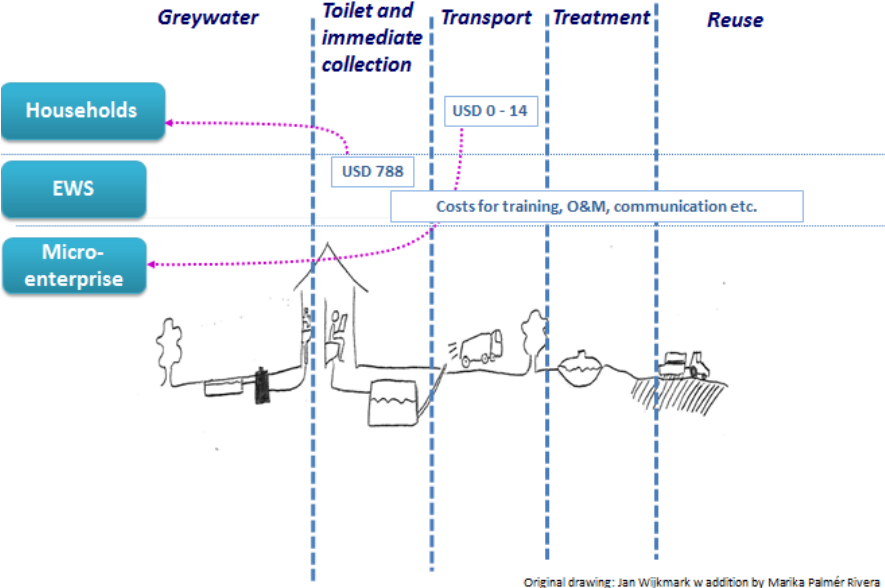 Greywater
Toilet and
immediate
collection
Transport
Treatment
Reuse
Households
USD 0 - 14
EWS
USD 788
Costs for training, O&M, communication etc.
Micro-
enterprise
Original drawing: Jan Wijkmark w addition by Marika Palmér Rivera